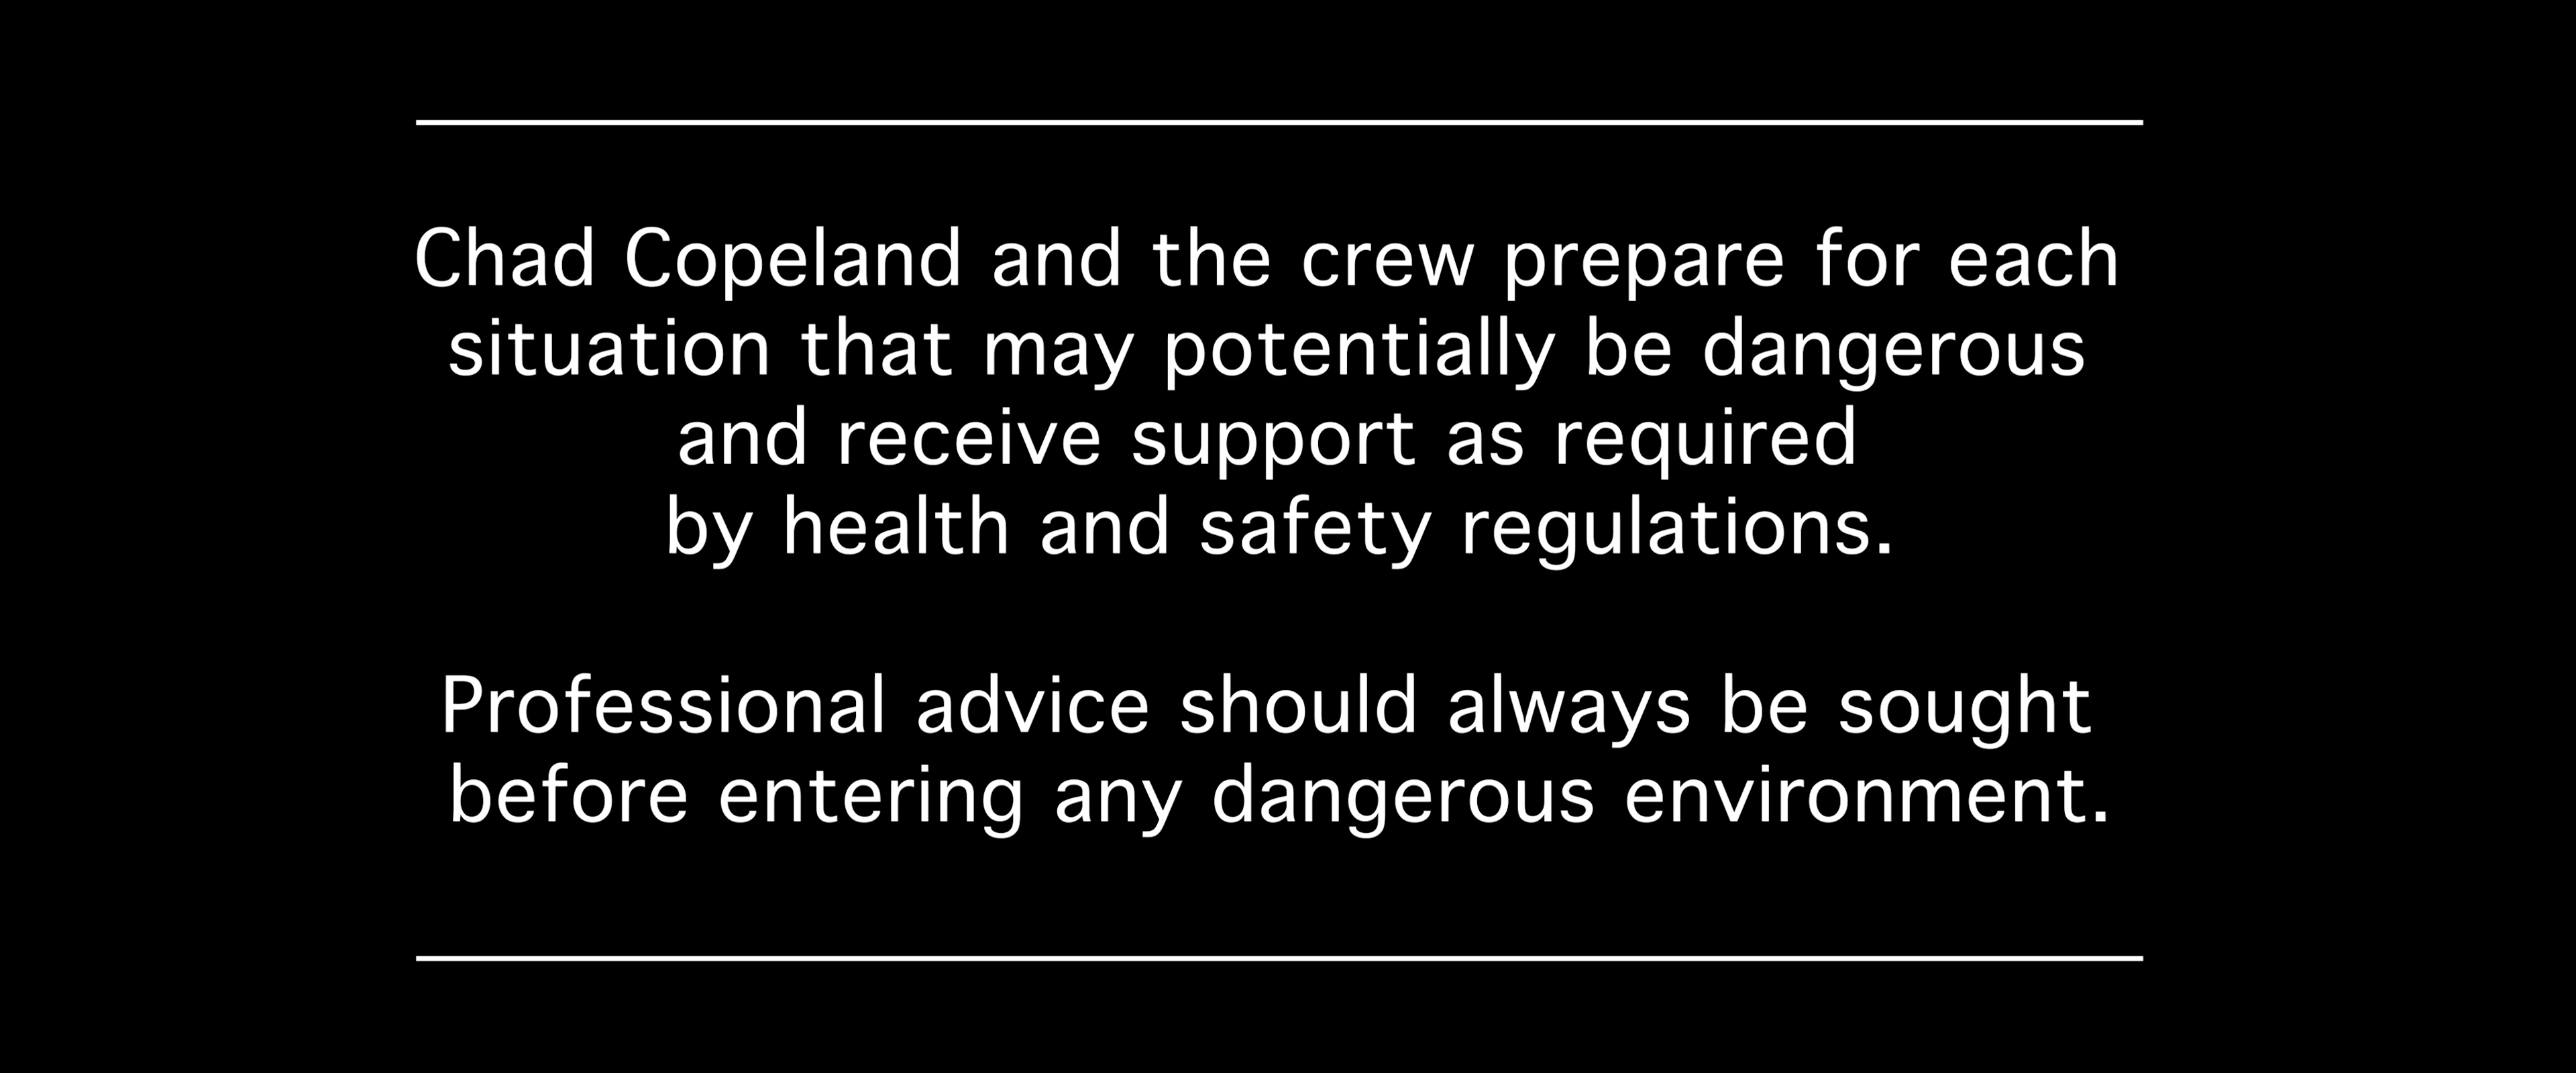 Chad Copeland and the crew prepare for each
situation that may potentially be dangerous
and receive support as required
by health and safety regulations.
Professional advice should always be sought
before entering any dangerous environment.